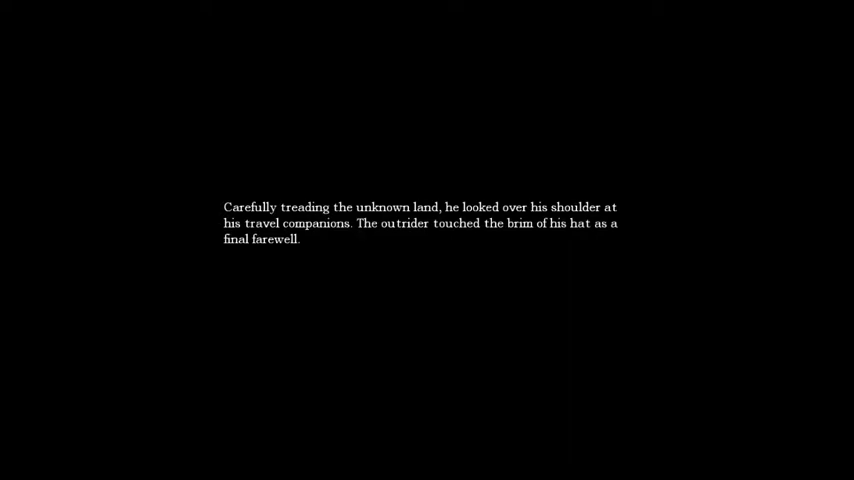 Carefully treading the unknown land, he looked over his shoulder at
his travel companions. The outrider touched the brim of his hat as a
final farewell.